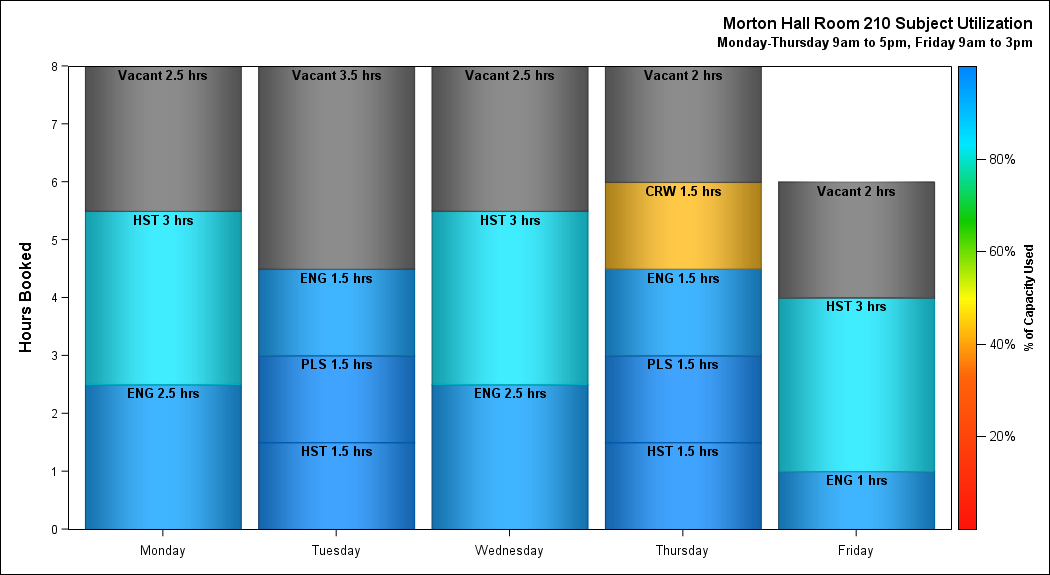 Morton Hall Room 210 Subject Utilization
Monday-Thursday 9am to 5pm, Friday 9am to 3pm
Hours Booked
8
7
6
5
4
3
2
1
0
Vacant 2.5 hrs
HST 3 hrs
ENG 2.5 hrs
Monday
Vacant 3.5 hrs
ENG 1.5 hrs
PLS 1.5 hrs
HST 1.5 hrs
Tuesday
Vacant 2.5 hrs
HST 3 hrs
ENG 2.5 hrs
Wednesday
Vacant 2 hrs
CRW 1.5 hrs
ENG 1.5 hrs
PLS 1.5 hrs
HST 1.5 hrs
Thursday
Vacant 2 hrs
HST 3 hrs
ENG 1 hrs
Friday
80%
60%
40%
20%
% of Capacity Used